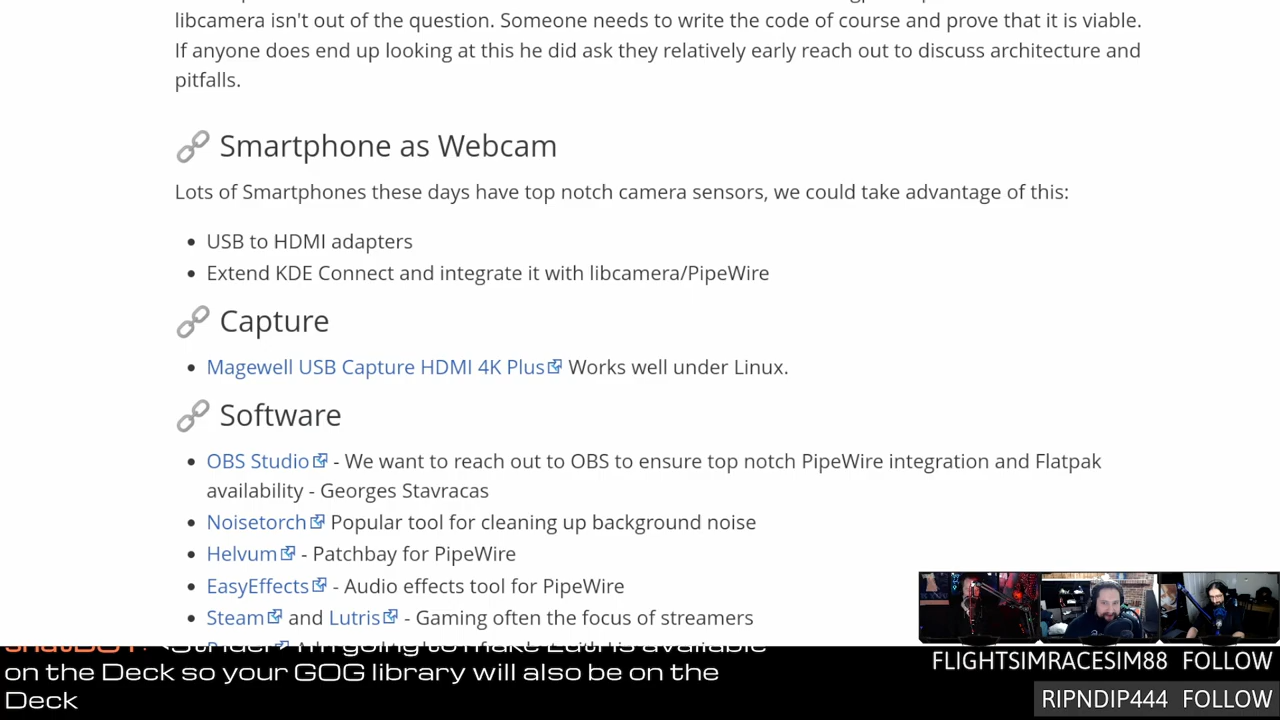 libcamera isn't out of the question. Someone needs to write the code of course and prove that it is viable.
If anyone does end up looking at this he did ask they relatively early reach out to discuss architecture and
pitfalls.
Smartphone as Webcam
Lots of Smartphones these days have top notch camera sensors, we could take advantage of this:
USB to HDMI adapters
Extend KDE Connect and integrate it with libcamera/PipeWire
Capture
Magewell USB Capture HDMI 4K Plus Works well under Linux.
Software
OBS Studio - We want to reach out to OBS to ensure top notch PipeWire integration and Flatpak
availability - Georges Stavracas
Noisetorch Popular tool for cleaning up background noise
Helvum - Patchbay for PipeWire
EasyEffects - Audio effects tool for PipeWire
Steam and Lutris - Gaming often the focus of streamers
I'm going to make Lutris available
on the Deck so your GOG library will also be on the
Deck
FLIGHTSIMRACESIM88 FOLLOW
RIPNDIP444 FOLLOW